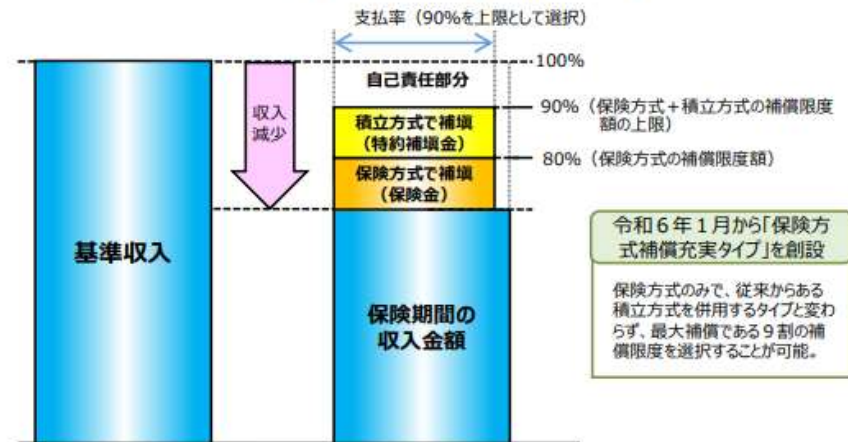 支払率（90%を上限として選択）
100%
自己責任部分
収入
減少
90%（保険方式＋積立方式の補償限度
額の上限）
積立方式で補塡
（特約補塡金）
80%（保険方式の補償限度額）
保険方式で補塡
（保険金）
基準収入
保険期間の
収入金額
令和６年１月から「保険方
式補償充実タイプ」を創設
保険方式のみで、従来からある
積立方式を併用するタイプと変わ
らず、最大補償である９割の補
償限度を選択することが可能。